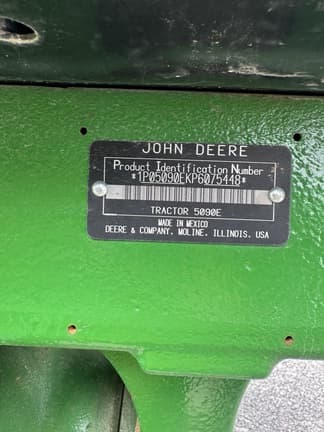 JOHN DEERE
Product Identification Number
*1P05090EKP6075448*
TRACTOR 5090E
MADE IN MEXICO
DEERE & COMPANY, MOLINE, ILLINOIS, USA